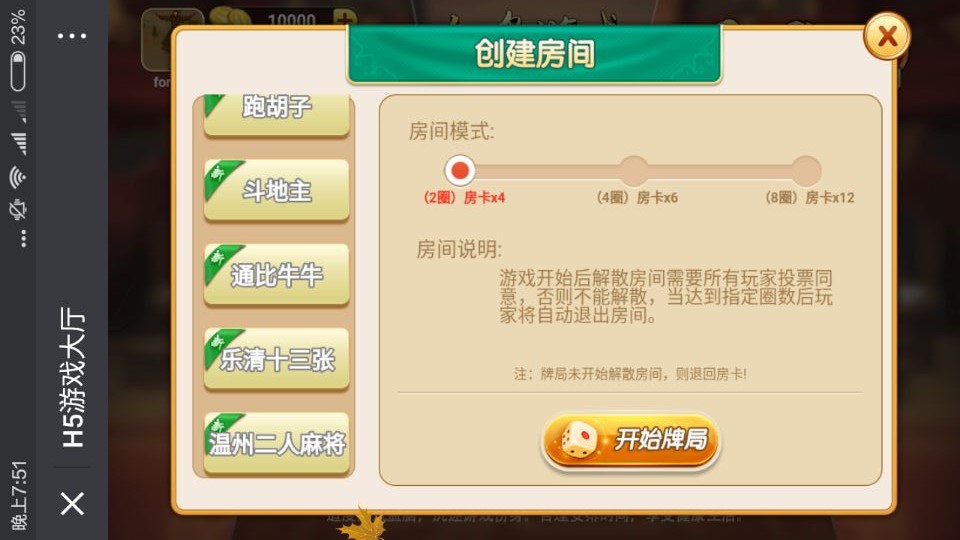 23%
晚上7:51
H5游戏大厅
10000
for
创建房间
跑胡子
斗地主
通比牛牛
乐清十三张
温州二人麻将
房间模式:
(2圈) 房卡x4
(4圈) 房卡x6
(8圈) 房卡x12
房间说明:
游戏开始后解散房间需要所有玩家投票同
意，否则不能解散，当达到指定圈数后玩
家将自动退出房间。
注: 牌局未开始解散房间，则退回房卡!
开始牌局